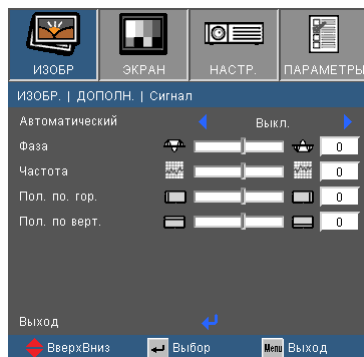 ИЗОБР ЭКРАН НАСТР. ПАРАМЕТРЫ
ИЗОБР. | ДОПОЛН. | Сигнал
Автоматический Выкл.
Фаза 0
Частота 0
Пол. по. гор. 0
Пол. по верт. 0
Выход
ВверхВниз Выбор Menu Выход